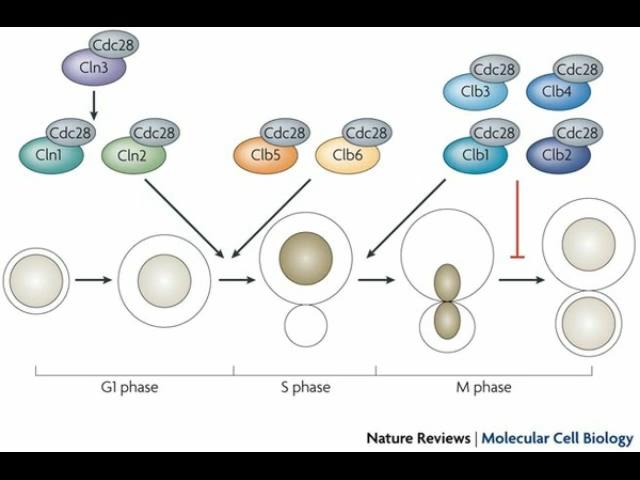 Cdc28
Cln3
Cdc28
Cln1
Cdc28
Cln2
Cdc28
Clb5
Cdc28
Clb6
Cdc28
Clb3
Cdc28
Clb4
Cdc28
Clb1
Cdc28
Clb2
G1 phase
S phase
M phase
Nature Reviews | Molecular Cell Biology